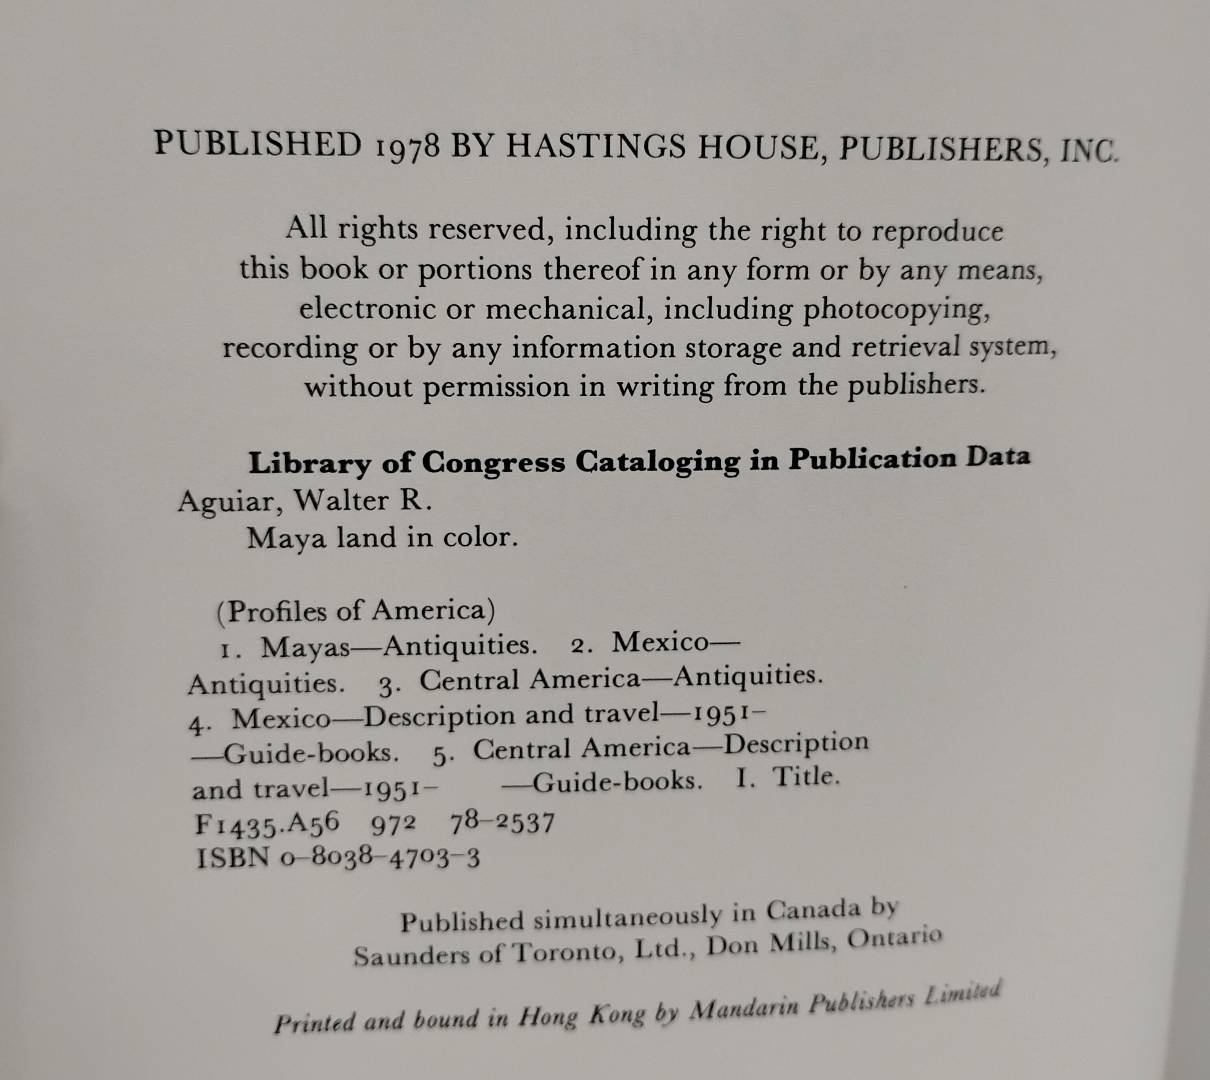 PUBLISHED 1978 BY HASTINGS HOUSE, PUBLISHERS, INC.
All rights reserved, including the right to reproduce
this book or portions thereof in any form or by any means,
electronic or mechanical, including photocopying,
recording or by any information storage and retrieval system,
without permission in writing from the publishers.
Library of Congress Cataloging in Publication Data
Aguiar, Walter R.
Maya land in color.
(Profiles of America)
1. Mayas—Antiquities. 2. Mexico—
Antiquities. 3. Central America—Antiquities.
4. Mexico—Description and travel—1951–
—Guide-books. 5. Central America—Description
and travel—1951– —Guide-books. I. Title.
F1435.A56 972 78–2537
ISBN 0–8038–4703–3
Published simultaneously in Canada by
Saunders of Toronto, Ltd., Don Mills, Ontario
Printed and bound in Hong Kong by Mandarin Publishers Limited